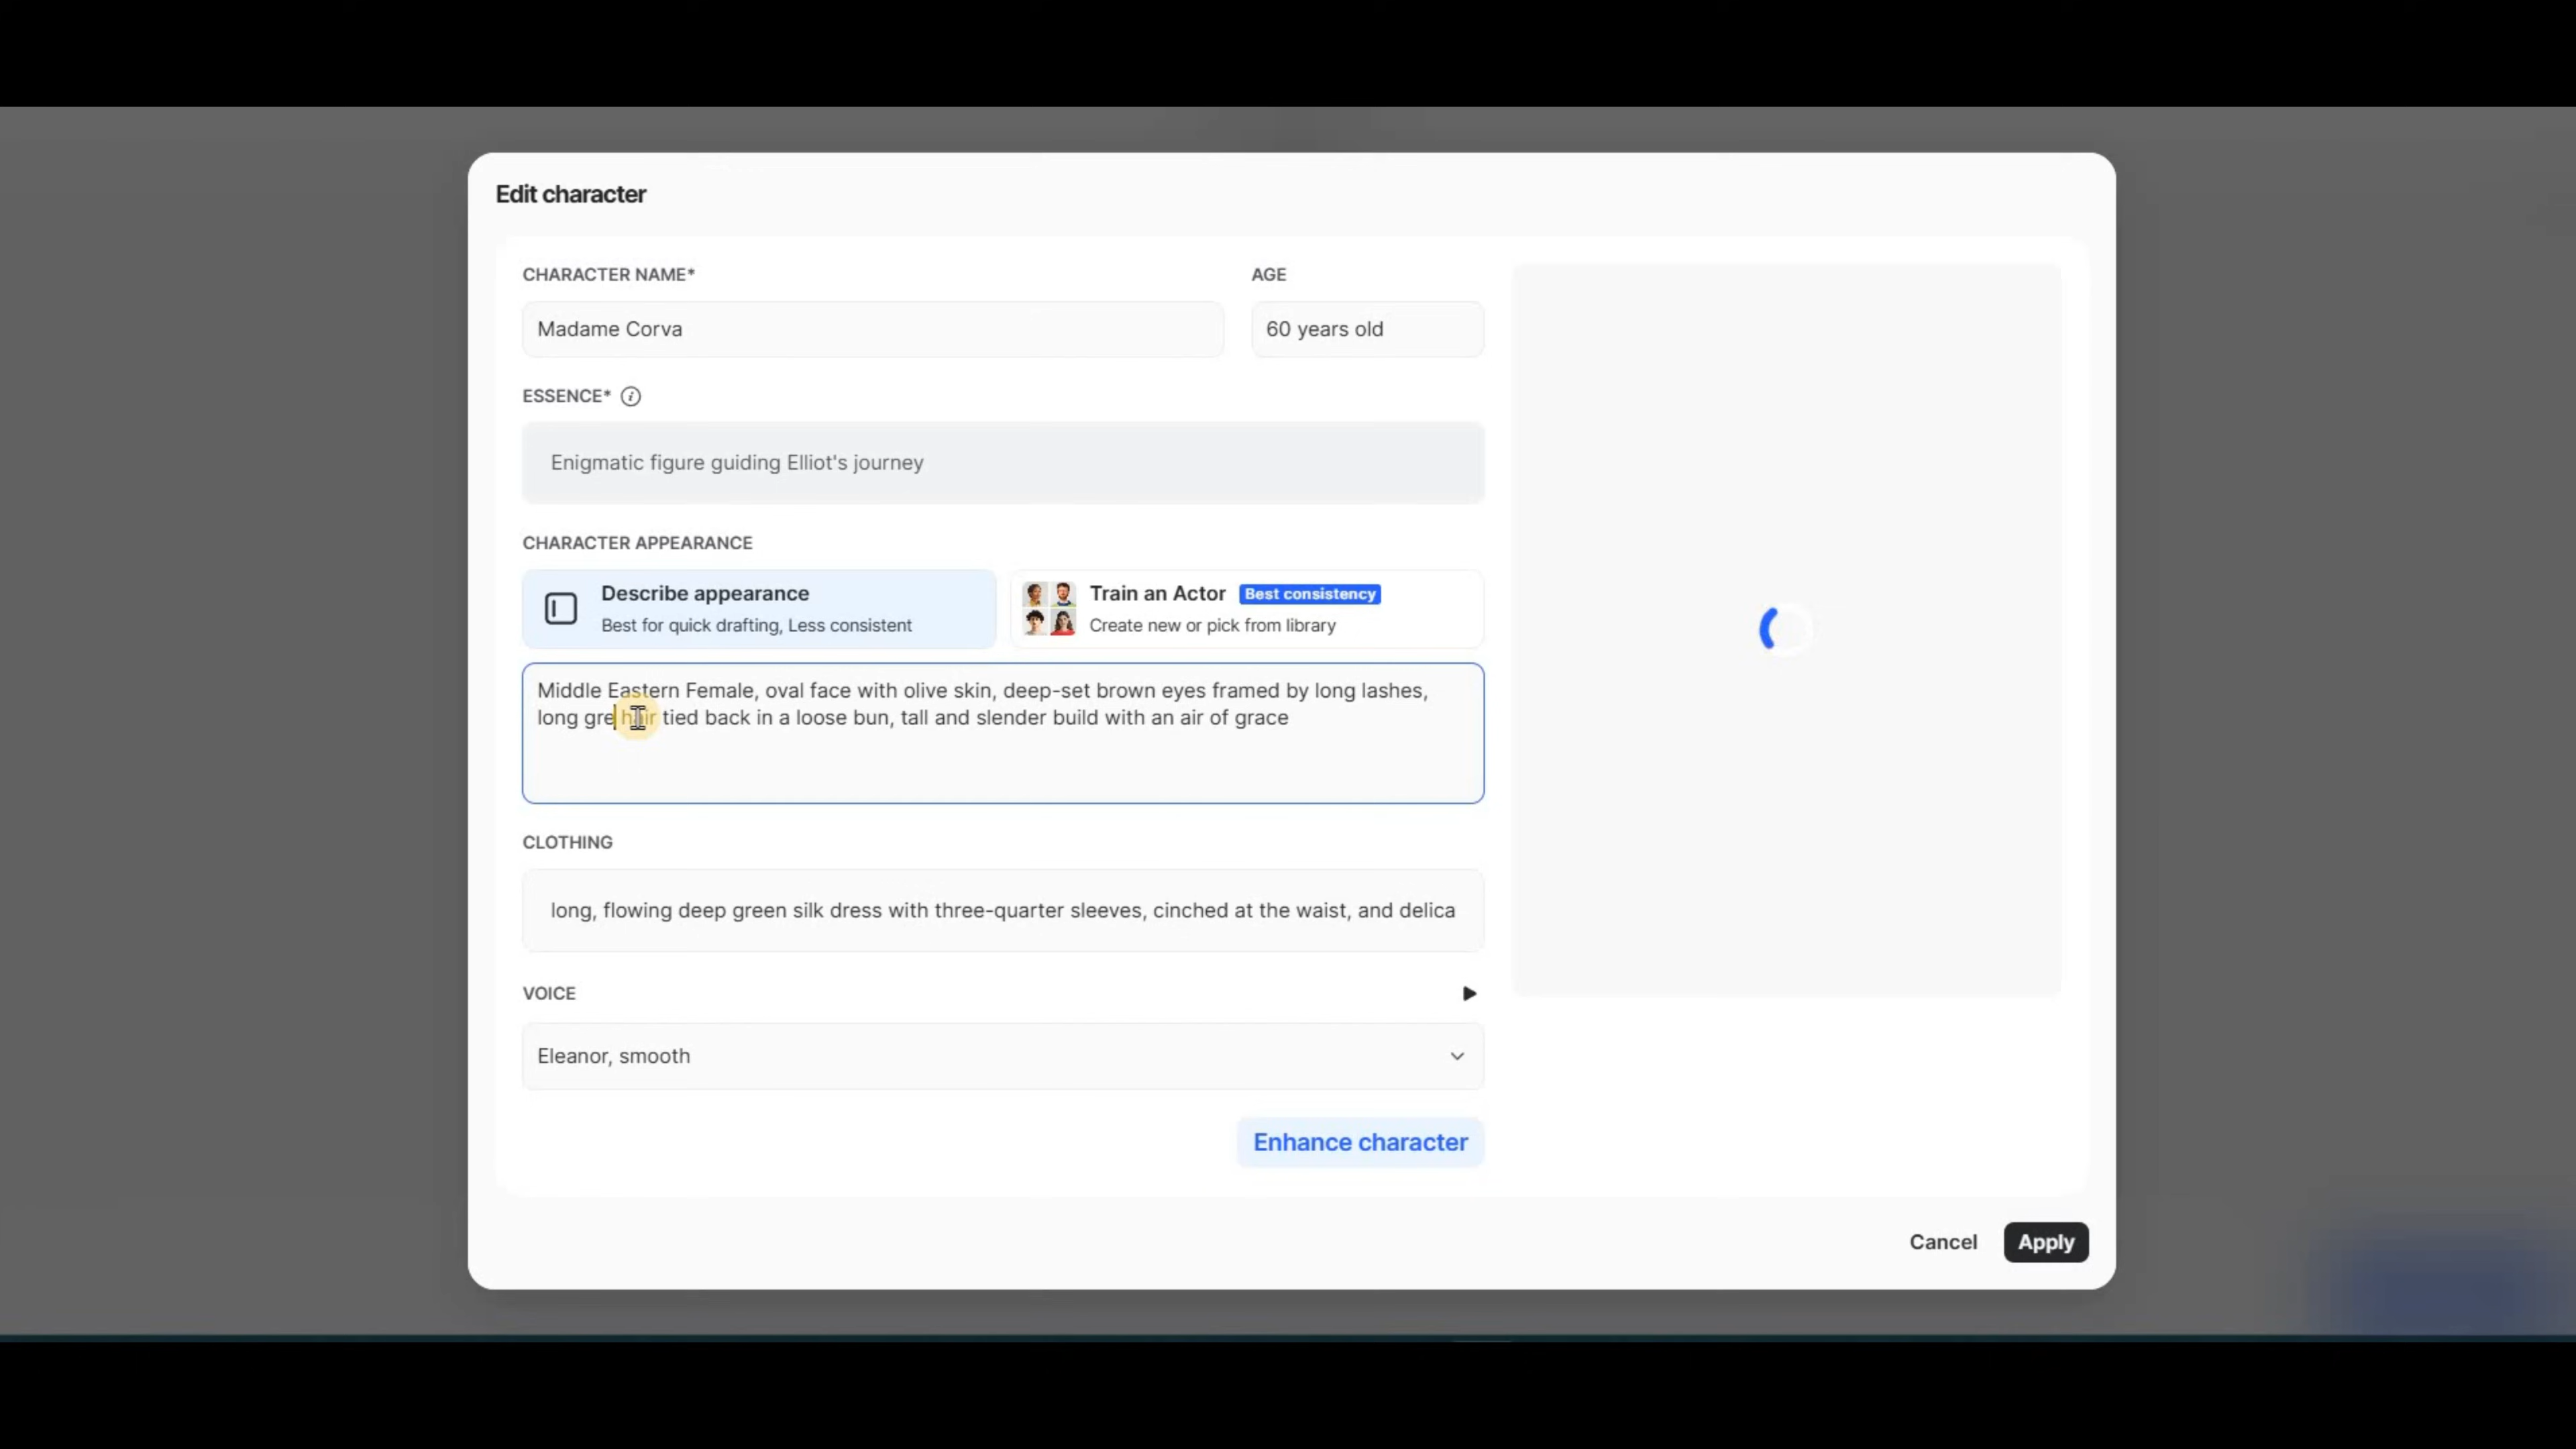 Edit character
CHARACTER NAME*
AGE
Madame Corva
60 years old
ESSENCE*
Enigmatic figure guiding Elliot's journey
CHARACTER APPEARANCE
Describe appearance
Best for quick drafting, Less consistent
Train an Actor Best consistency
Create new or pick from library
Middle Eastern Female, oval face with olive skin, deep-set brown eyes framed by long lashes,
long gre hair tied back in a loose bun, tall and slender build with an air of grace
CLOTHING
long, flowing deep green silk dress with three-quarter sleeves, cinched at the waist, and delica
VOICE
Eleanor, smooth
Enhance character
Cancel
Apply